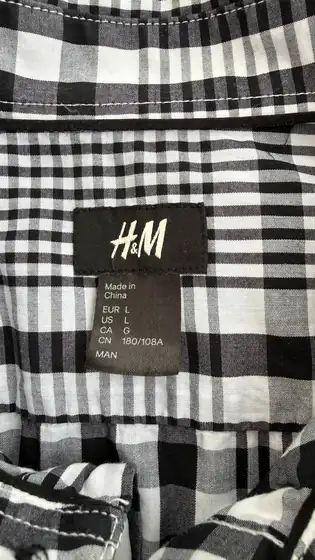 H&M
Made in
China
EUR L
US L
CA G
CN 180/108A
MAN